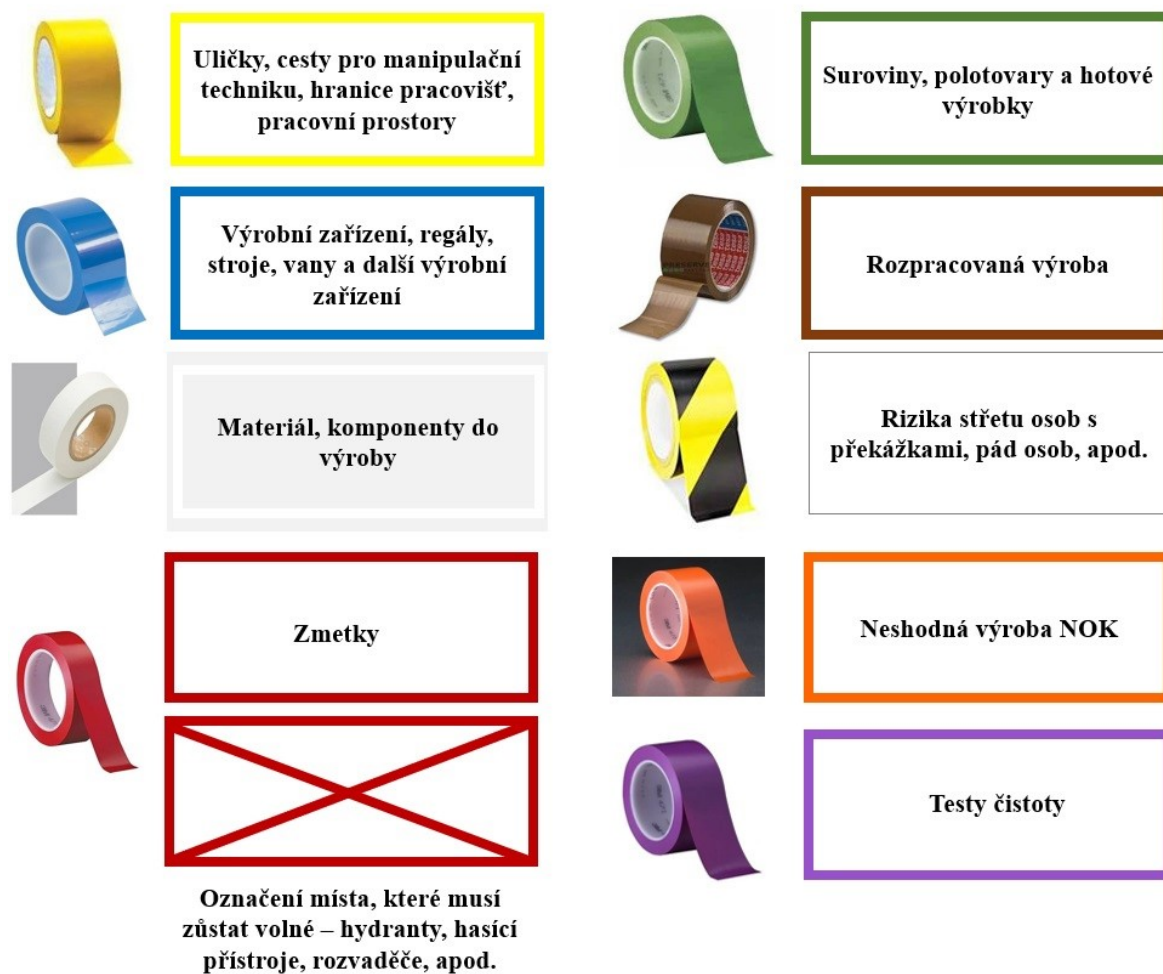 Uličky, cesty pro manipulační
techniku, hranice pracovišť,
pracovní prostory
Suroviny, polotovary a hotové
výrobky
Výrobní zařízení, regály,
stroje, vany a další výrobní
zařízení
Rozpracovaná výroba
Materiál, komponenty do
výroby
Rizika střetu osob s
překážkami, pád osob, apod.
Zmetky
Neshodná výroba NOK
Testy čistoty
Označení místa, které musí
zůstat volné – hydranty, hasící
přístroje, rozvaděče, apod.